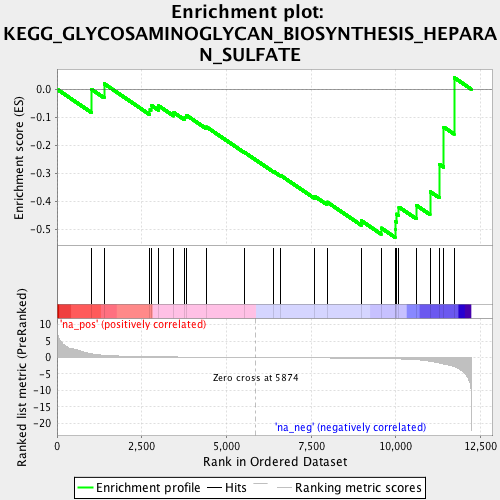 Enrichment plot:
KEGG_GLYCOSAMINOGLYCAN_BIOSYNTHESIS_HEPARA
N_SULFATE
Enrichment score (ES)
0.0
-0.1
-0.2
-0.3
-0.4
-0.5
'na_pos' (positively correlated)
Ranked list metric (PreRanked)
10
5
0
-5
-10
-15
-20
Zero cross at 5874
'na_neg' (negatively correlated)
0
2,500
5,000
7,500
10,000
12,500
Rank in Ordered Dataset
Enrichment profile
Hits
Ranking metric scores